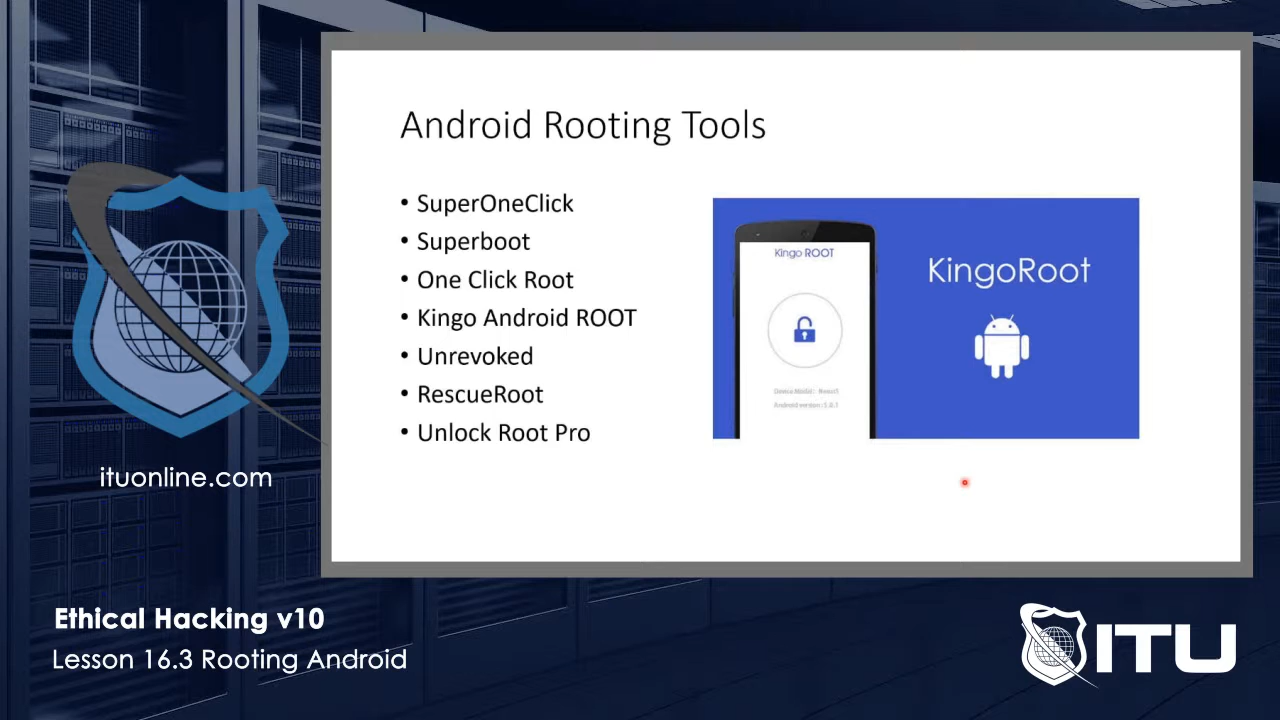 Android Rooting Tools
• SuperOneClick
• Superboot
• One Click Root
• Kingo Android ROOT
• Unrevoked
• RescueRoot
• Unlock Root Pro
Kingo ROOT
KingoRoot
ituonline.com
Ethical Hacking v10
Lesson 16.3 Rooting Android
ITU